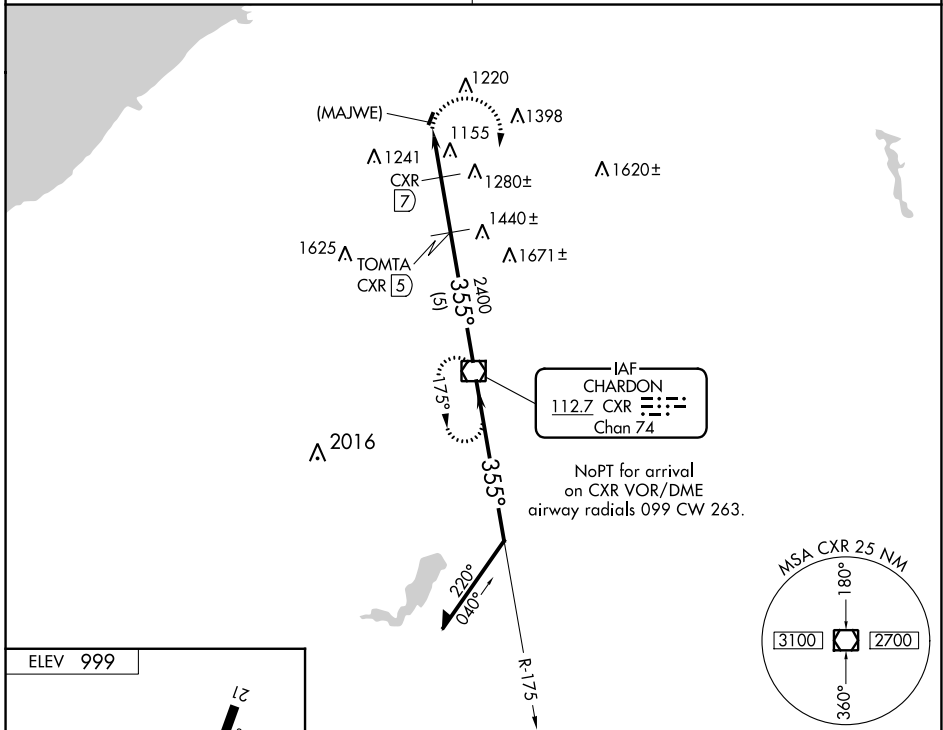 1220
(MAJWE)
1398
1155
1241
CXR
7
1280±
1620±
1440±
1625
TOMTA
CXR 5
1671±
2400
355°
(5)
IAF
CHARDON
112.7 CXR
Chan 74
175°
2016
355°
NoPT for arrival
on CXR VOR/DME
airway radials 099 CW 263.
220°
040°
R-175
MSA CXR 25 NM
180°
3100
2700
360°
ELEV 999
21